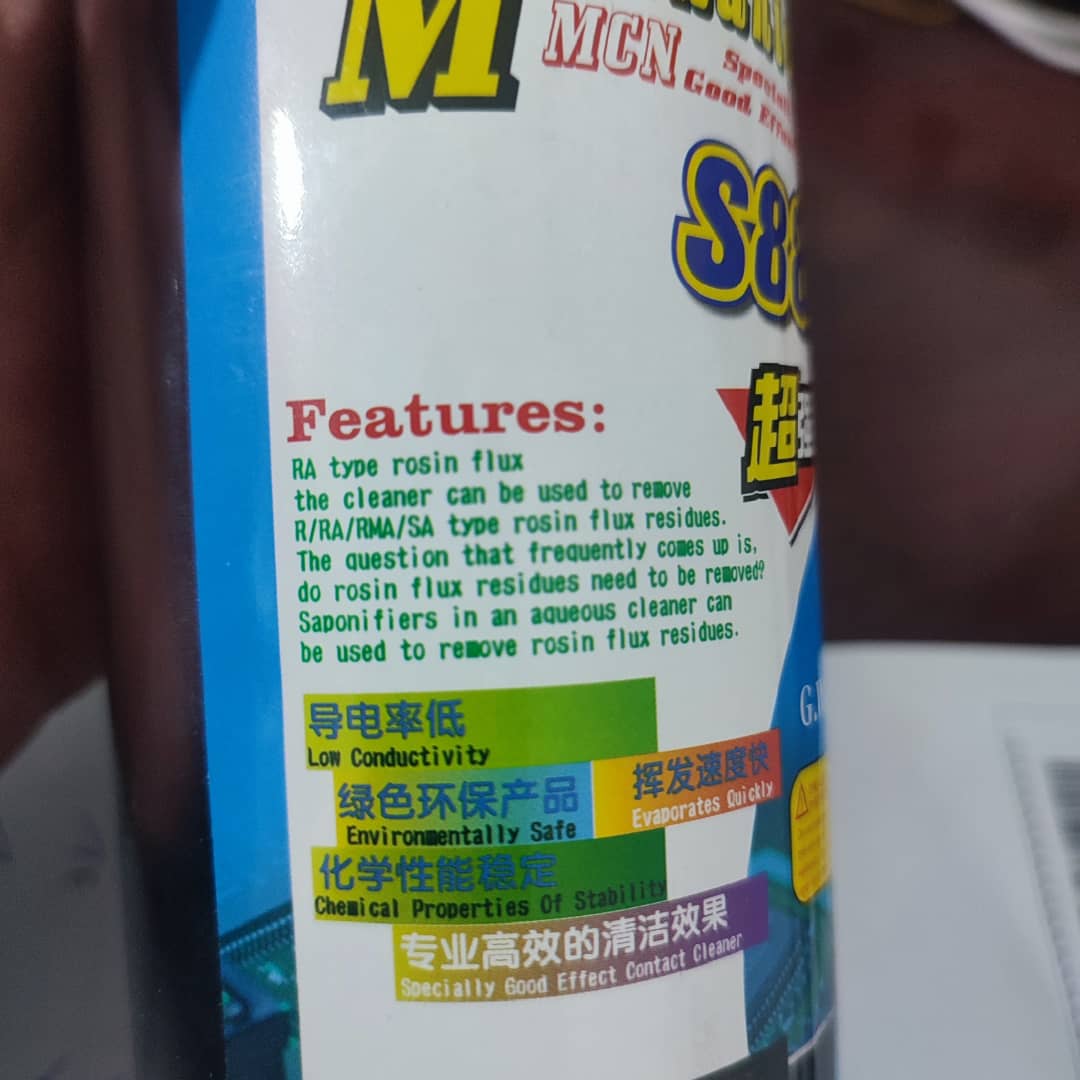 M
MCN
Good
Features:
RA type rosin flux
the cleaner can be used to remove
R/RA/RMA/SA type rosin flux residues.
The question that frequently comes up is,
do rosin flux residues need to be removed?
Saponifiers in an aqueous cleaner can
be used to remove rosin flux residues.
超强
导电率低
Low Conductivity
绿色环保产品
Environmentally Safe
挥发速度快
Evaporates Quickly
化学性能稳定
Chemical Properties Of Stability
专业高效的清洁效果
Specially Good Effect Contact Cleaner